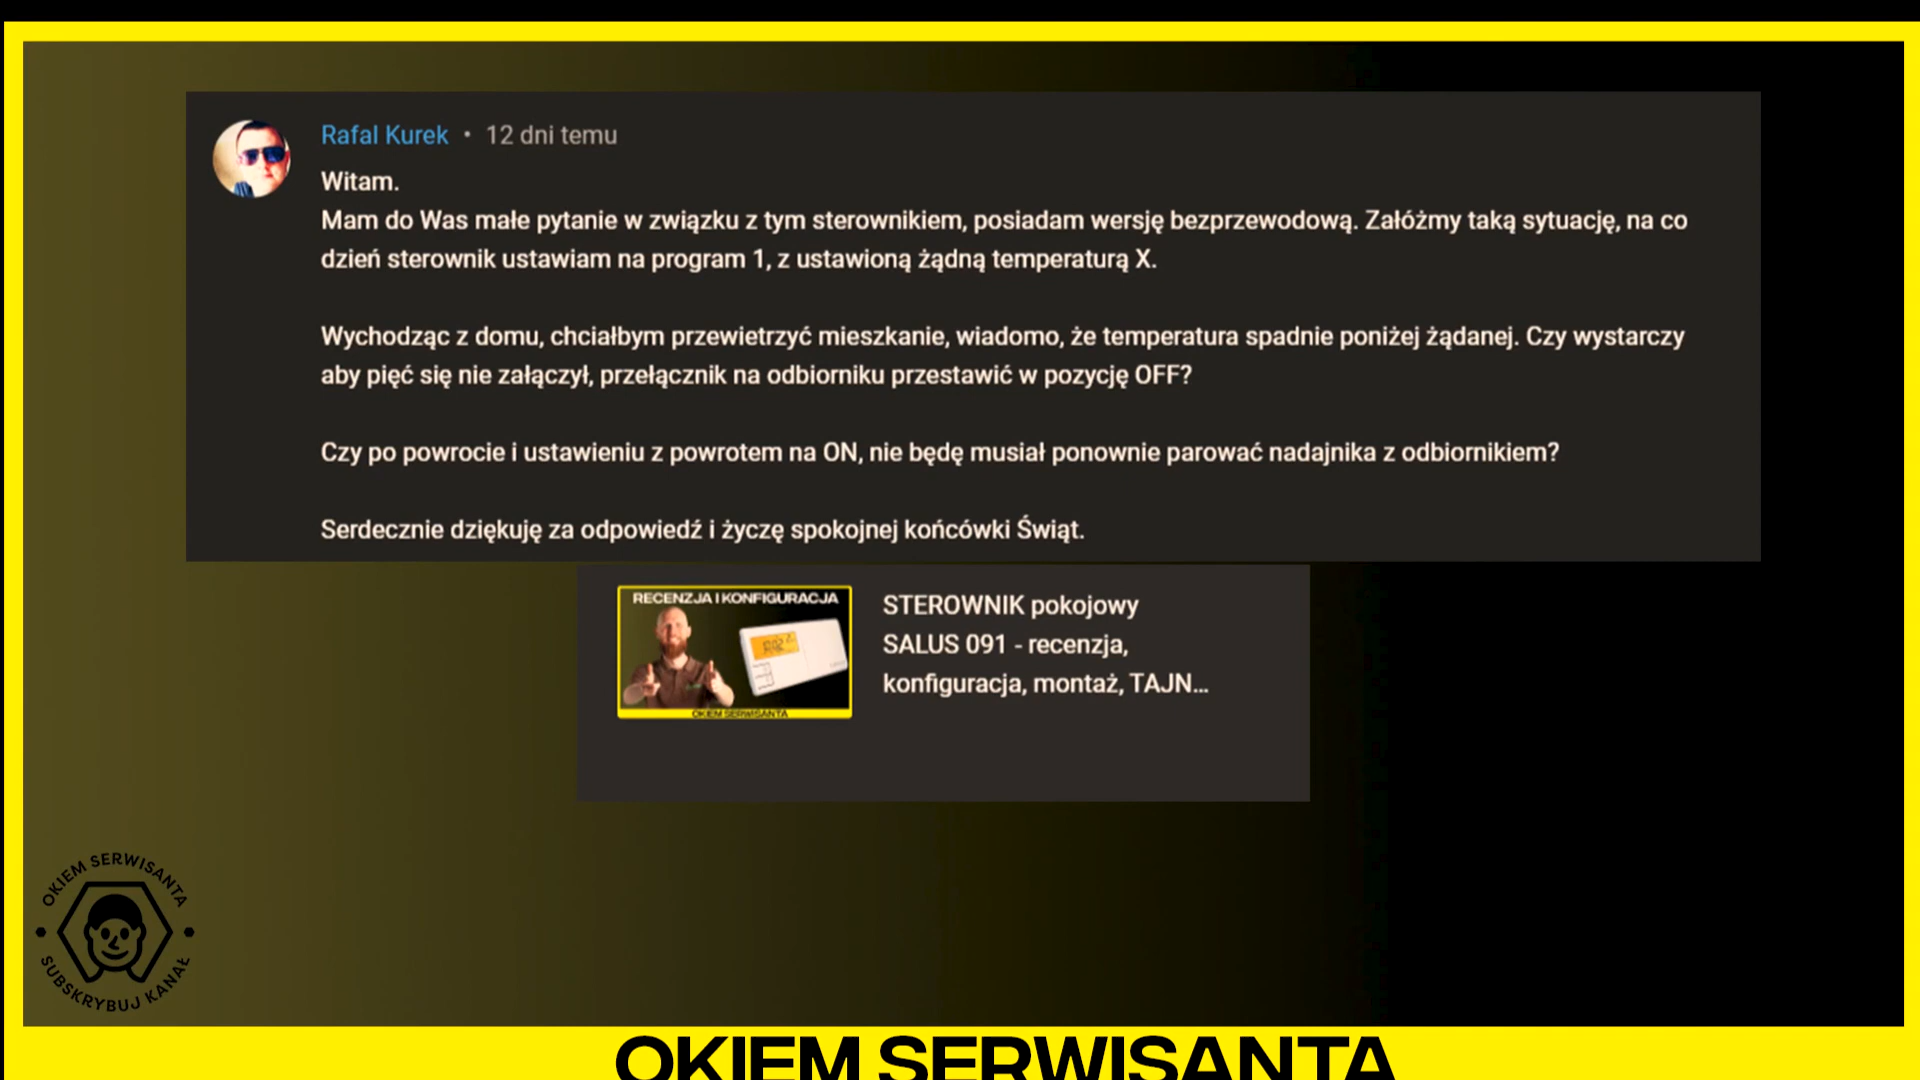 Rafal Kurek • 12 dni temu
Witam.
Mam do Was małe pytanie w związku z tym sterownikiem, posiadam wersję bezprzewodową. Załóżmy taką sytuację, na co
dzień sterownik ustawiam na program 1, z ustawioną żądną temperaturą X.
Wychodząc z domu, chciałbym przewietrzyć mieszkanie, wiadomo, że temperatura spadnie poniżej żądanej. Czy wystarczy
aby pięć się nie załączył, przełącznik na odbiorniku przestawić w pozycję OFF?
Czy po powrocie i ustawieniu z powrotem na ON, nie będę musiał ponownie parować nadajnika z odbiornikiem?
Serdecznie dziękuję za odpowiedź i życzę spokojnej końcówki Świąt.
RECENZJA I KONFIGURACJA
OKIEM SERWISANTA
STEROWNIK pokojowy
SALUS 091 - recenzja,
konfiguracja, montaż, TAJN...
OKIEM SERWISANTA
SUBSKRYBUJ KANAŁ
OKIEM SERWISANTA